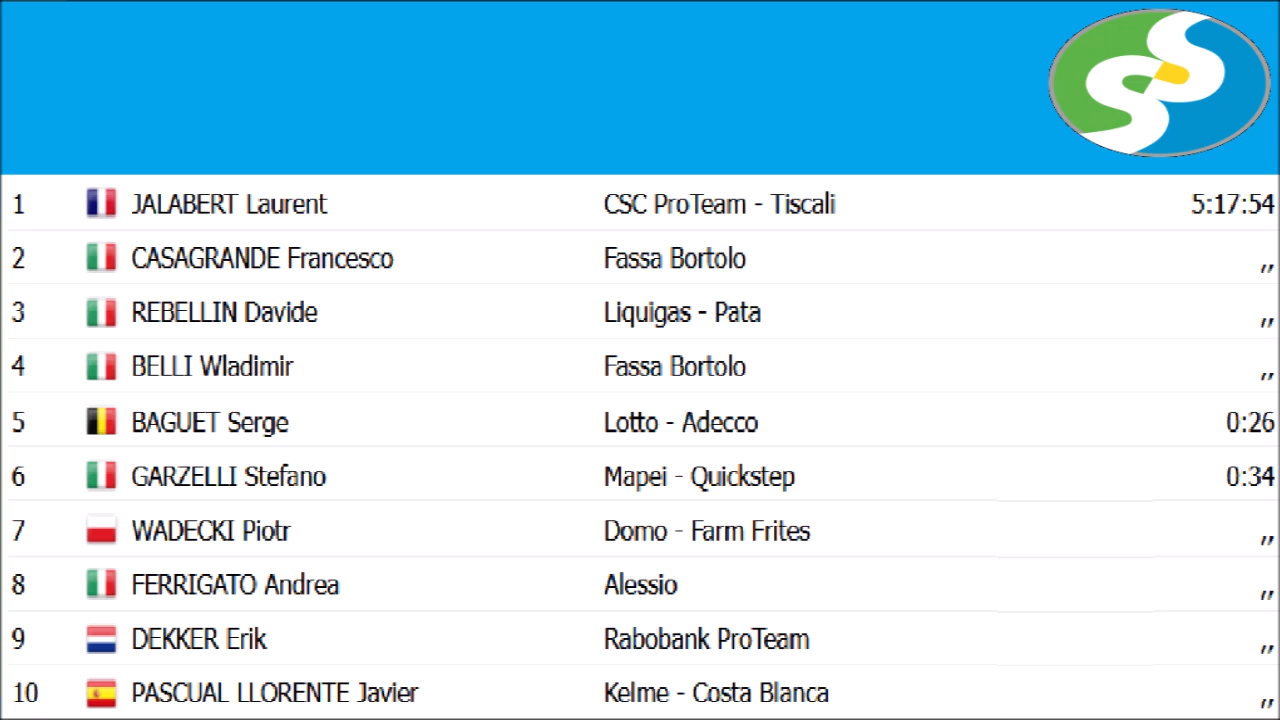 1 JALABERT Laurent CSC ProTeam - Tiscali 5:17:54
2 CASAGRANDE Francesco Fassa Bortolo ,,
3 REBELLIN Davide Liquigas - Pata ,,
4 BELLI Wladimir Fassa Bortolo ,,
5 BAGUET Serge Lotto - Adecco 0:26
6 GARZELLI Stefano Mapei - Quickstep 0:34
7 WADECKI Piotr Domo - Farm Frites ,,
8 FERRIGATO Andrea Alessio ,,
9 DEKKER Erik Rabobank ProTeam ,,
10 PASCUAL LLORENTE Javier Kelme - Costa Blanca ,,